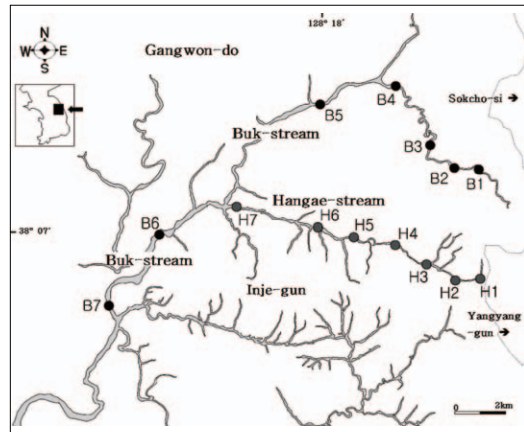 128° 18'
N
W E
S
Gangwon-do
Sokcho-si
B4
B5
Buk-stream
B3
B2
B1
Hangae-stream
H7
H6
B6
H5
H4
38° 07'
Buk-stream
H3
H2
H1
Inje-gun
B7
Yangyang
-gun
0 2km